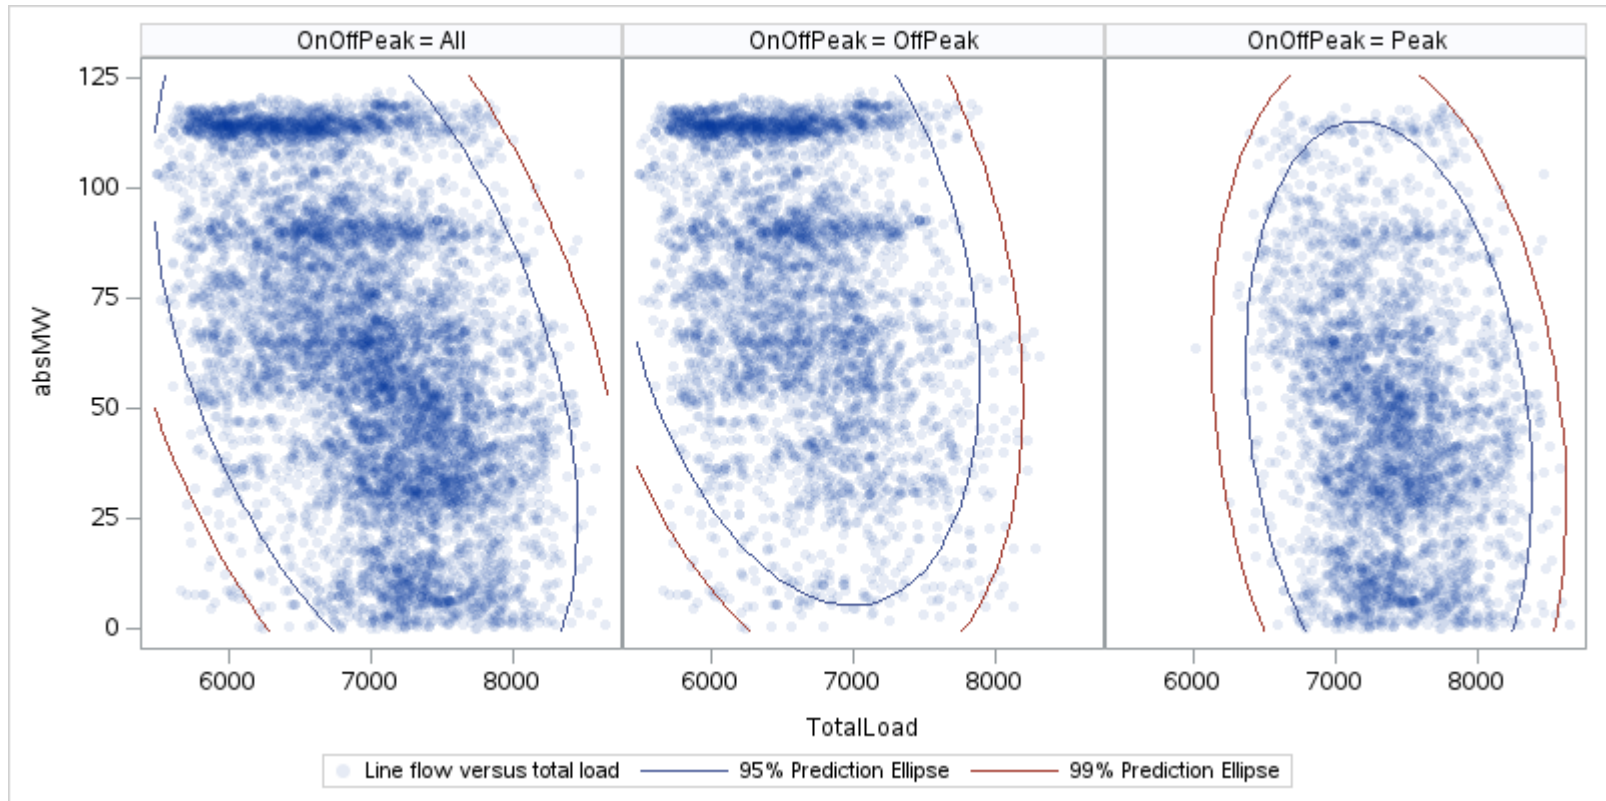 OnOffPeak = All
OnOffPeak = OffPeak
OnOffPeak = Peak
125
100
75
50
25
0
absMW
6000 7000 8000
6000 7000 8000
6000 7000 8000
TotalLoad
Line flow versus total load
95% Prediction Ellipse
99% Prediction Ellipse